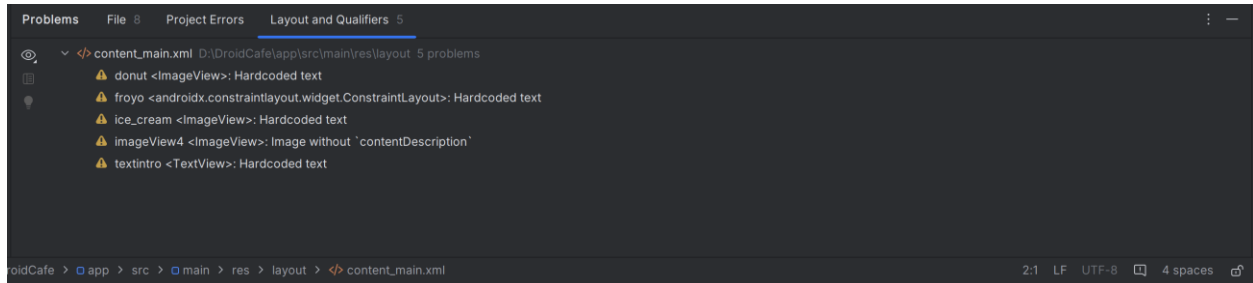 Problems File 8 Project Errors Layout and Qualifiers 5
content_main.xml D:\DroidCafe\app\src\main\res\layout 5 problems
donut <ImageView>: Hardcoded text
froyo <androidx.constraintlayout.widget.ConstraintLayout>: Hardcoded text
ice_cream <ImageView>: Hardcoded text
imageView4 <ImageView>: Image without `contentDescription`
textintro <TextView>: Hardcoded text
roidCafe > app > src > main > res > layout > content_main.xml 2:1 LF UTF-8 4 spaces